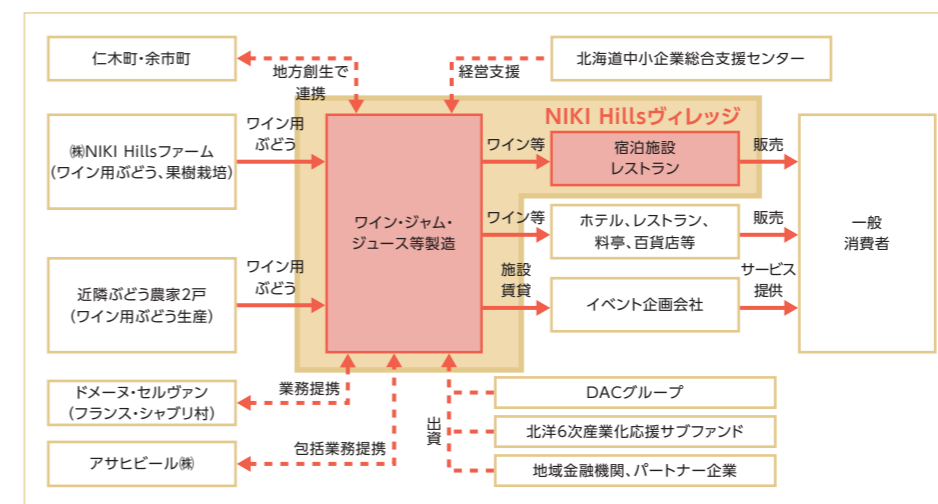 仁木町・余市町
地方創生で
連携
経営支援
北海道中小企業総合支援センター
NIKI Hillsヴィレッジ
㈱NIKI Hillsファーム
(ワイン用ぶどう、果樹栽培)
ワイン用
ぶどう
ワイン・ジャム・
ジュース等製造
ワイン等
宿泊施設
レストラン
販売
ワイン等
ホテル、レストラン、
料亭、百貨店等
販売
一般
消費者
近隣ぶどう農家2戸
(ワイン用ぶどう生産)
ワイン用
ぶどう
施設
賃貸
イベント企画会社
サービス
提供
ドメーヌ・セルヴァン
(フランス・シャブリ村)
業務提携
アサヒビール㈱
包括業務提携
出資
DACグループ
北洋6次産業化応援サブファンド
地域金融機関、パートナー企業